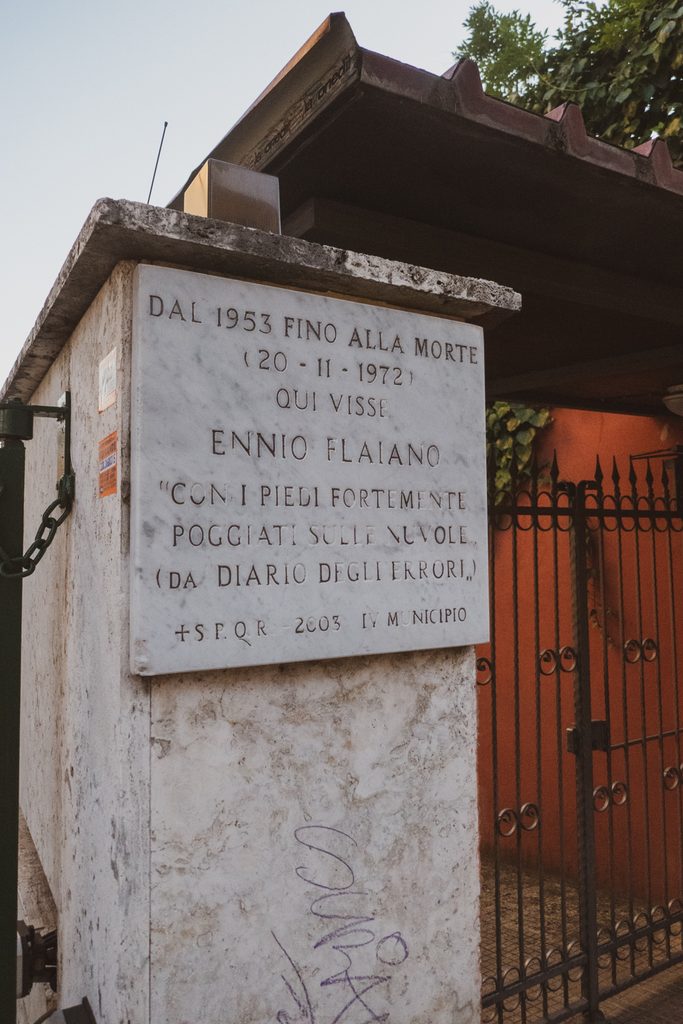 DAL 1953 FINO ALLA MORTE
(20 - 11 - 1972)
QUI VISSE
ENNIO FLAIANO
"CON I PIEDI FORTEMENTE
POGGIATI SULLE NUVOLE„
(DA DIARIO DEGLI ERRORI„)
+ S P Q R - 2003 IV MUNICIPIO